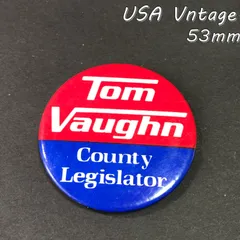 USA Vntage
53mm
Tom
Vaughn
County
Legislator